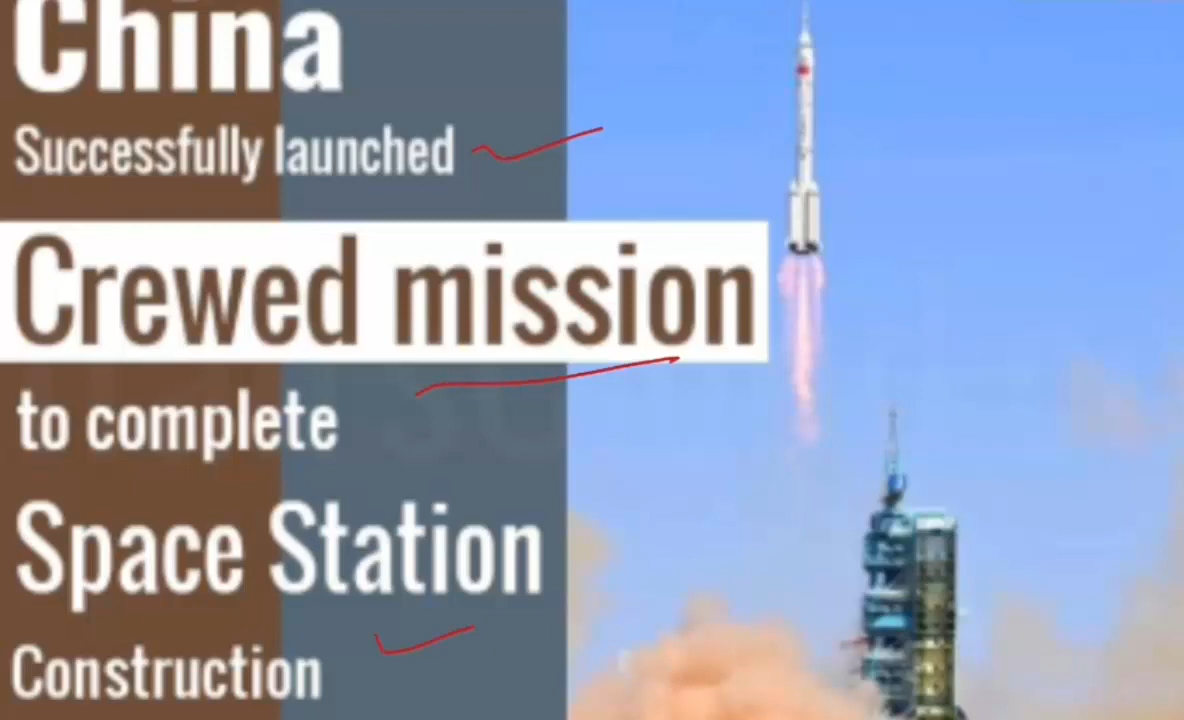 China
Successfully launched
Crewed mission
to complete
Space Station
Construction